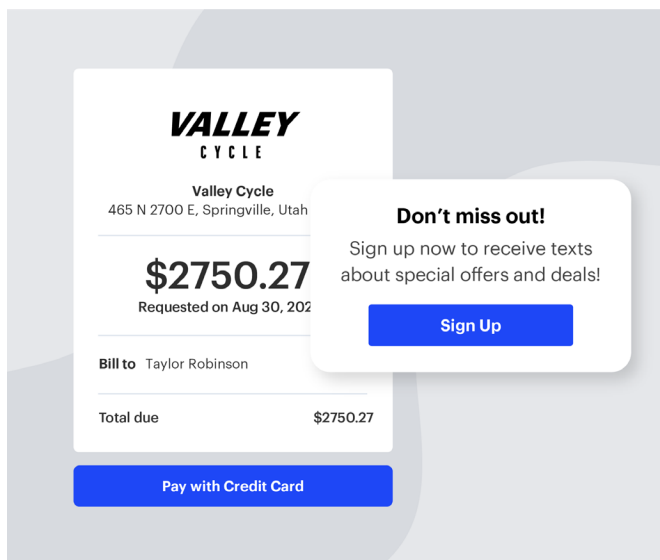 VALLEY
CYCLE
Valley Cycle
465 N 2700 E, Springville, Utah
$2750.27
Requested on Aug 30,
Bill to Taylor Robinson
Total due $2750.27
Pay with Credit Card
Don’t miss out!
Sign up now to receive texts
about special offers and deals!
Sign Up